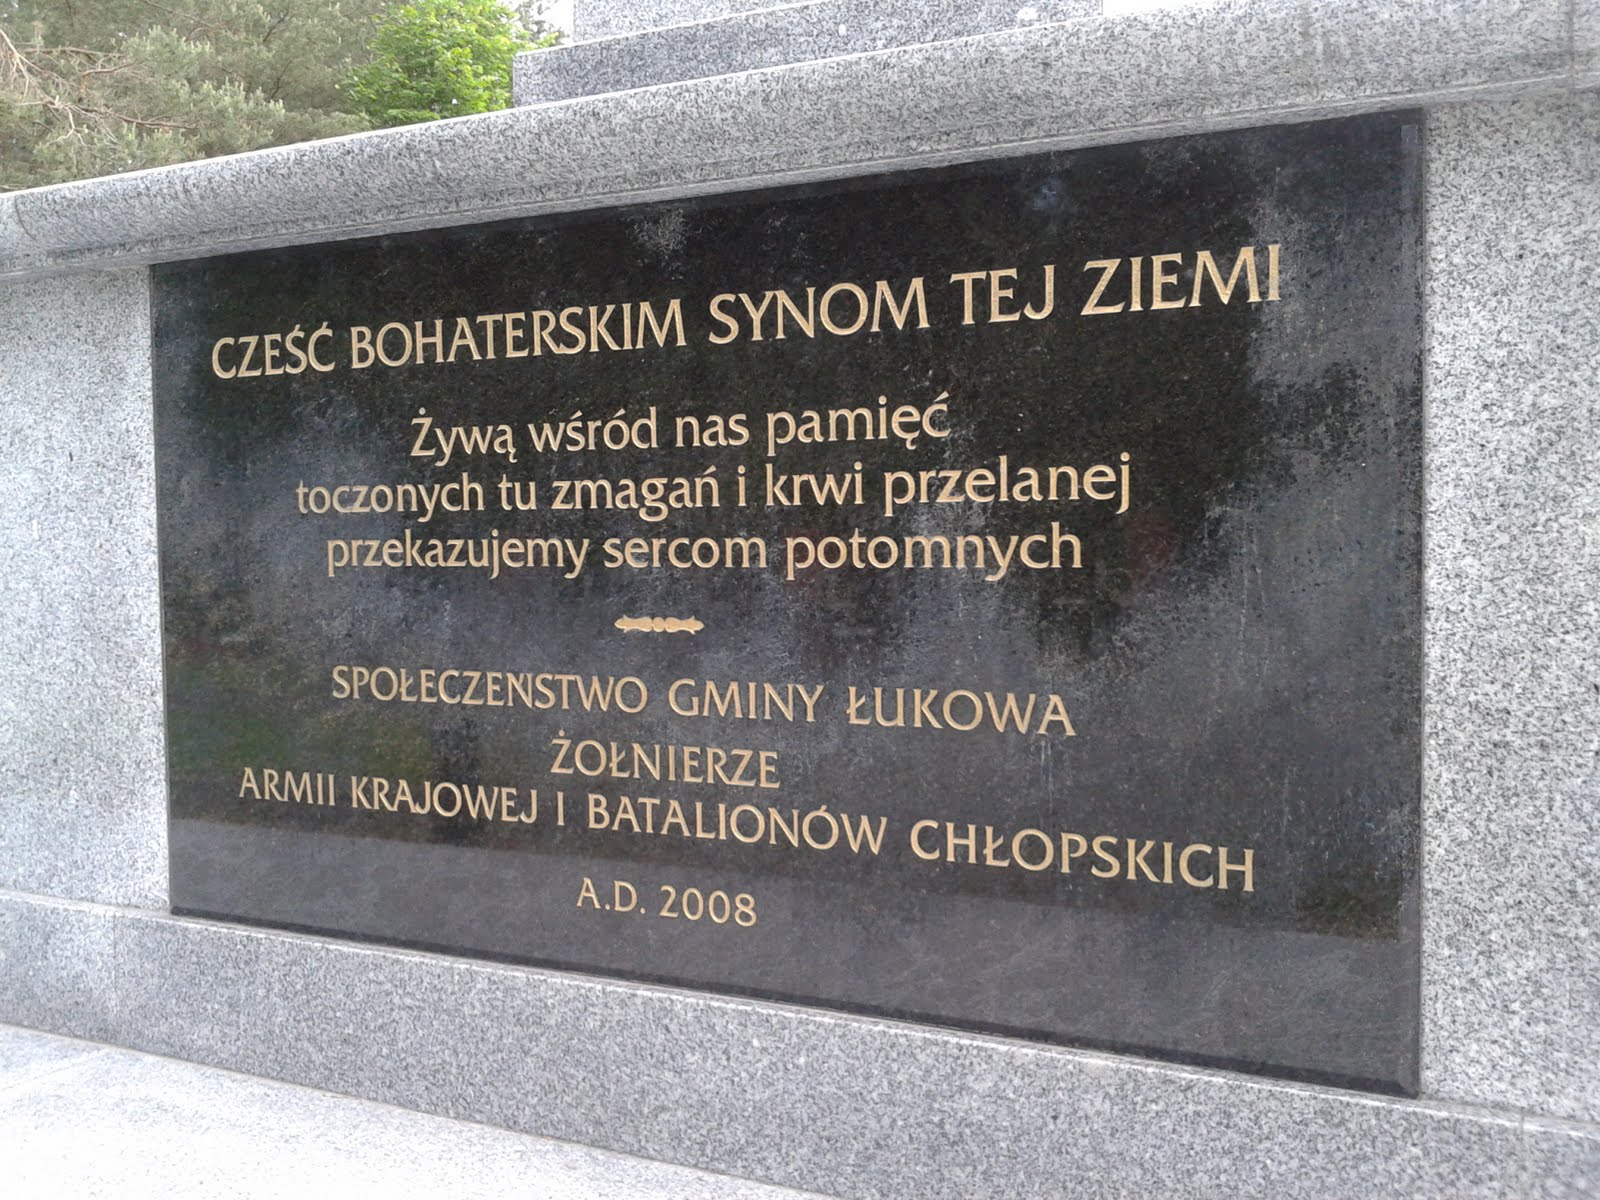 CZEŚĆ BOHATERSKIM SYNOM TEJ ZIEMI
Żywą wśród nas pamięć
toczonych tu zmagań i krwi przelanej
przekazujemy sercom potomnych
SPOŁECZEŃSTWO GMINY ŁUKOWA
ŻOŁNIERZE
ARMII KRAJOWEJ I BATALIONÓW CHŁOPSKICH
A.D. 2008